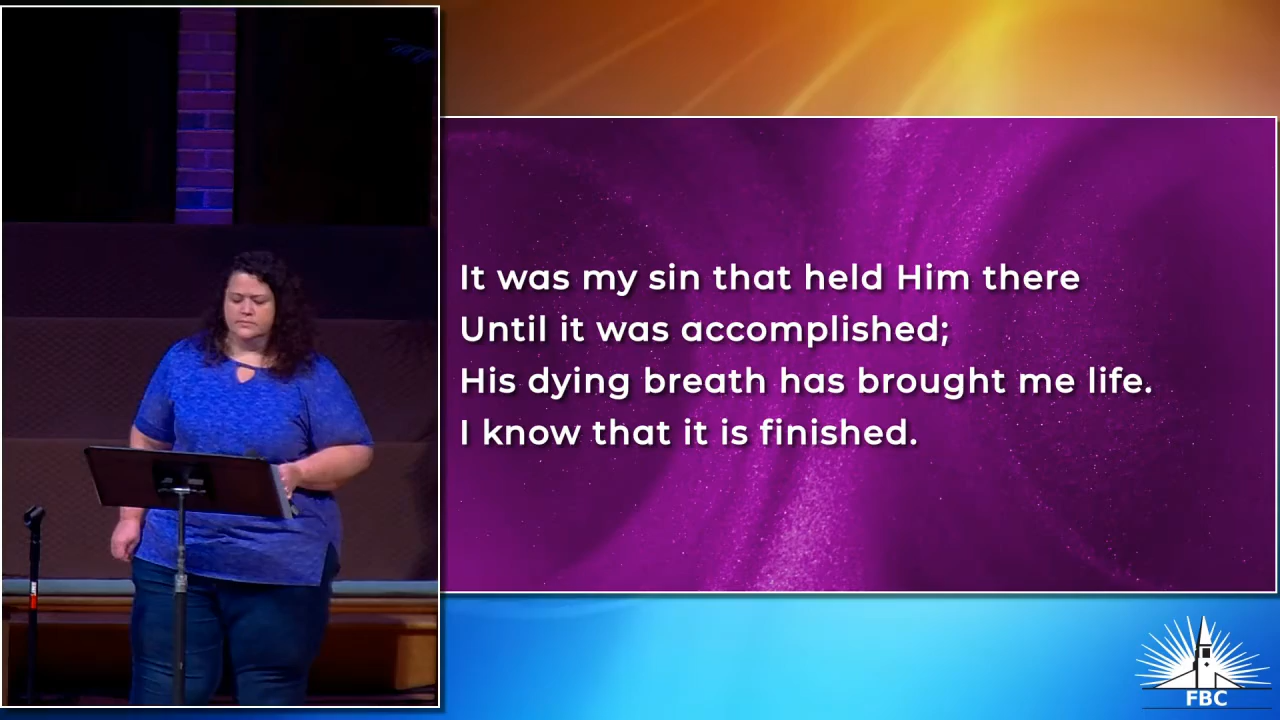 It was my sin that held Him there
Until it was accomplished;
His dying breath has brought me life.
I know that it is finished.
FBC